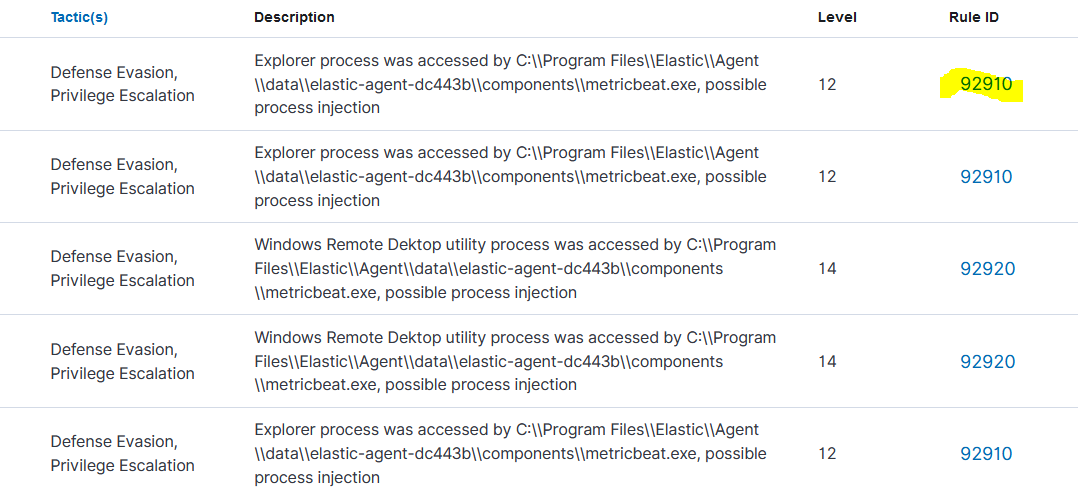 Tactic(s) Description Level Rule ID
Explorer process was accessed by C:\\Program Files\\Elastic\\Agent
Defense Evasion,
\\data\\elastic-agent-dc443b\\components\\metricbeat.exe, possible 12 92910
Privilege Escalation
process injection
Explorer process was accessed by C:\\Program Files\\Elastic\\Agent
Defense Evasion,
\\data\\elastic-agent-dc443b\\components\\metricbeat.exe, possible 12 92910
Privilege Escalation
process injection
Windows Remote Dektop utility process was accessed by C:\\Program
Defense Evasion,
Files\\Elastic\\Agent\\data\\elastic-agent-dc443b\\components 14 92920
Privilege Escalation
\\metricbeat.exe, possible process injection
Windows Remote Dektop utility process was accessed by C:\\Program
Defense Evasion,
Files\\Elastic\\Agent\\data\\elastic-agent-dc443b\\components 14 92920
Privilege Escalation
\\metricbeat.exe, possible process injection
Explorer process was accessed by C:\\Program Files\\Elastic\\Agent
Defense Evasion,
\\data\\elastic-agent-dc443b\\components\\metricbeat.exe, possible 12 92910
Privilege Escalation
process injection